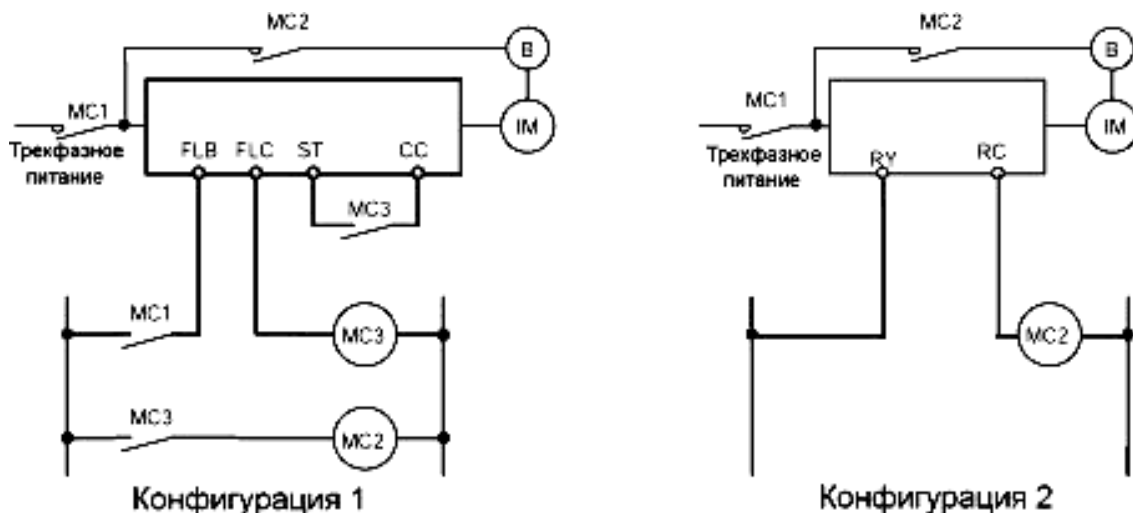 MC2
B
MC1
IM
Трехфазное
питание
FLB FLC ST CC
MC3
MC1
MC3
MC3
MC2
Конфигурация 1
MC2
B
MC1
IM
Трехфазное
питание
RY RC
MC2
Конфигурация 2